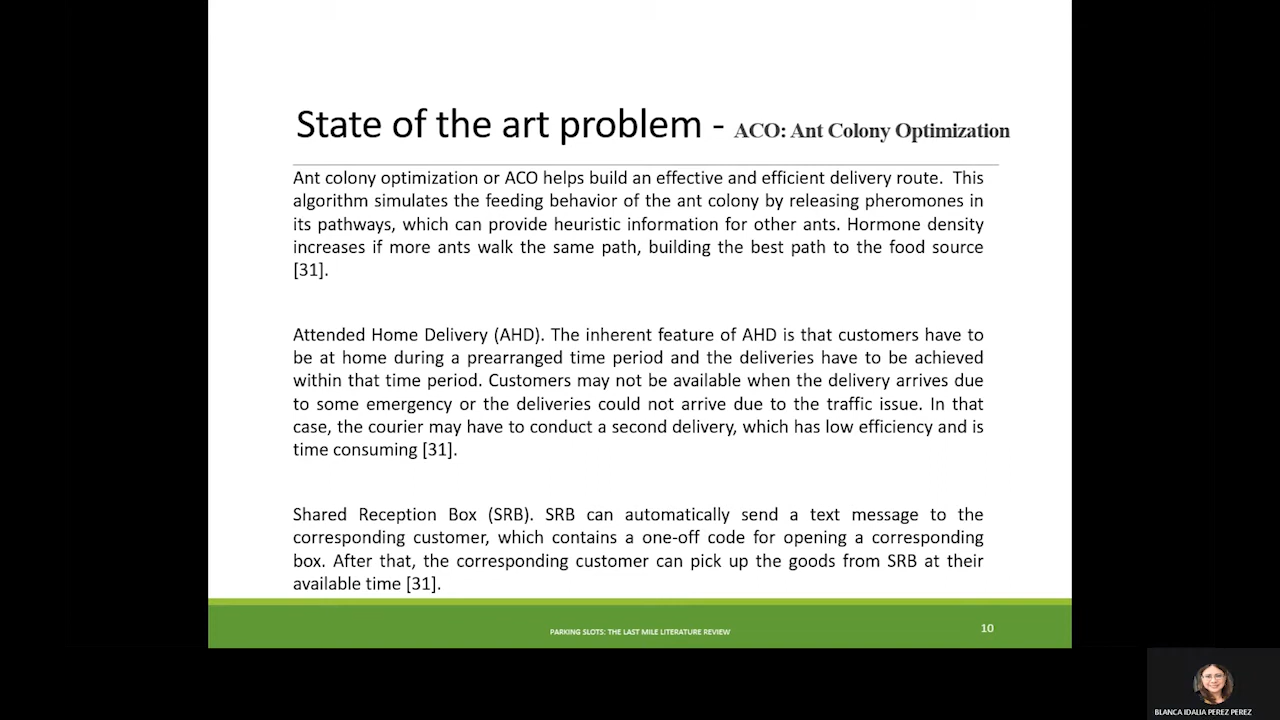 State of the art problem - ACO: Ant Colony Optimization
Ant colony optimization or ACO helps build an effective and efficient delivery route. This
algorithm simulates the feeding behavior of the ant colony by releasing pheromones in
its pathways, which can provide heuristic information for other ants. Hormone density
increases if more ants walk the same path, building the best path to the food source
[31].
Attended Home Delivery (AHD). The inherent feature of AHD is that customers have to
be at home during a prearranged time period and the deliveries have to be achieved
within that time period. Customers may not be available when the delivery arrives due
to some emergency or the deliveries could not arrive due to the traffic issue. In that
case, the courier may have to conduct a second delivery, which has low efficiency and is
time consuming [31].
Shared Reception Box (SRB). SRB can automatically send a text message to the
corresponding customer, which contains a one-off code for opening a corresponding
box. After that, the corresponding customer can pick up the goods from SRB at their
available time [31].
PARKING SLOTS: THE LAST MILE LITERATURE REVIEW
10
BLANCA IDALIA PEREZ PEREZ